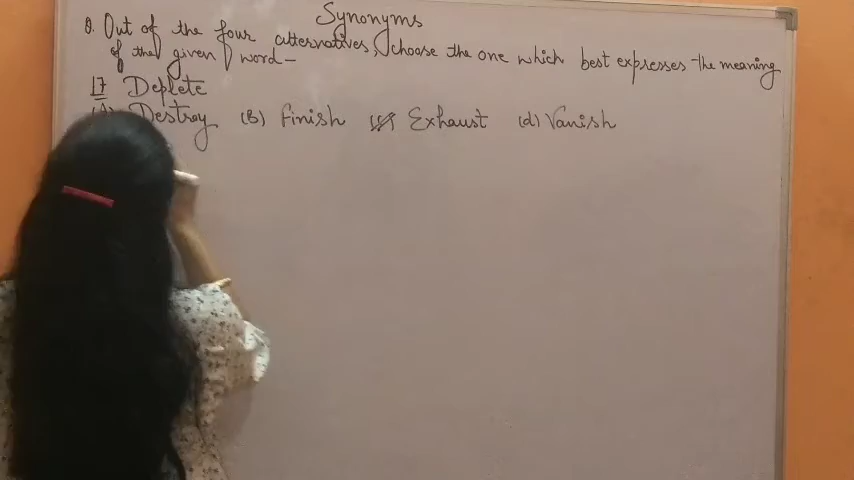 Synonyms
Q. Out of the four alternatives, choose the one which best expresses the meaning
of the given word-
1] Deplete
(A) Destroy (B) Finish (c) Exhaust (d) Vanish